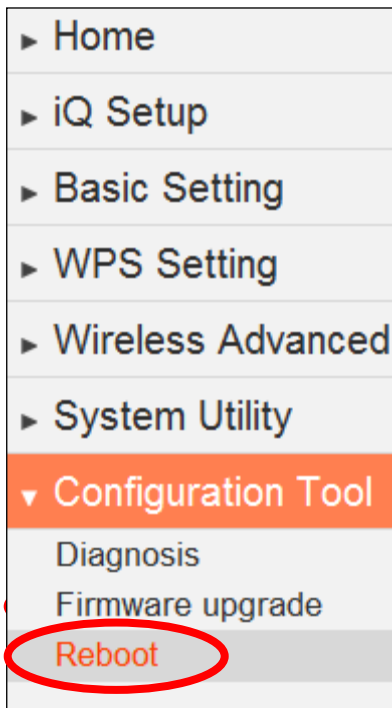 Home
iQ Setup
Basic Setting
WPS Setting
Wireless Advanced
System Utility
Configuration Tool
Diagnosis
Firmware upgrade
Reboot